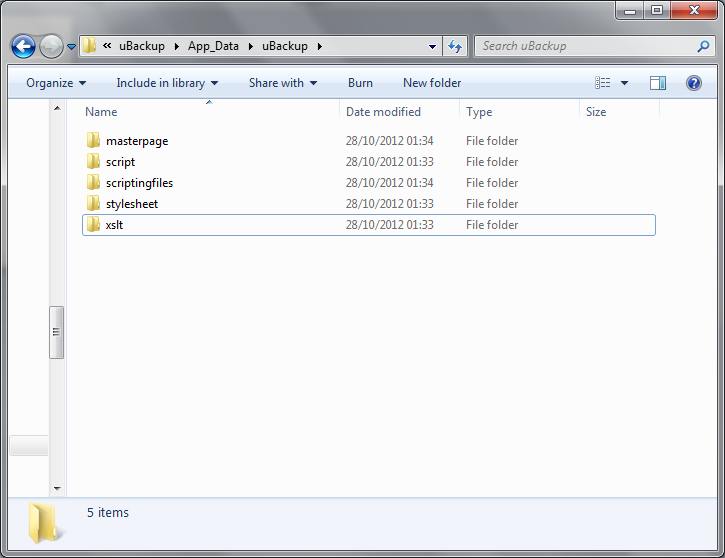 « uBackup App_Data uBackup Search uBackup
Organize Include in library Share with Burn New folder
Name Date modified Type Size
masterpage 28/10/2012 01:34 File folder
script 28/10/2012 01:33 File folder
scriptingfiles 28/10/2012 01:34 File folder
stylesheet 28/10/2012 01:33 File folder
xslt 28/10/2012 01:33 File folder
5 items